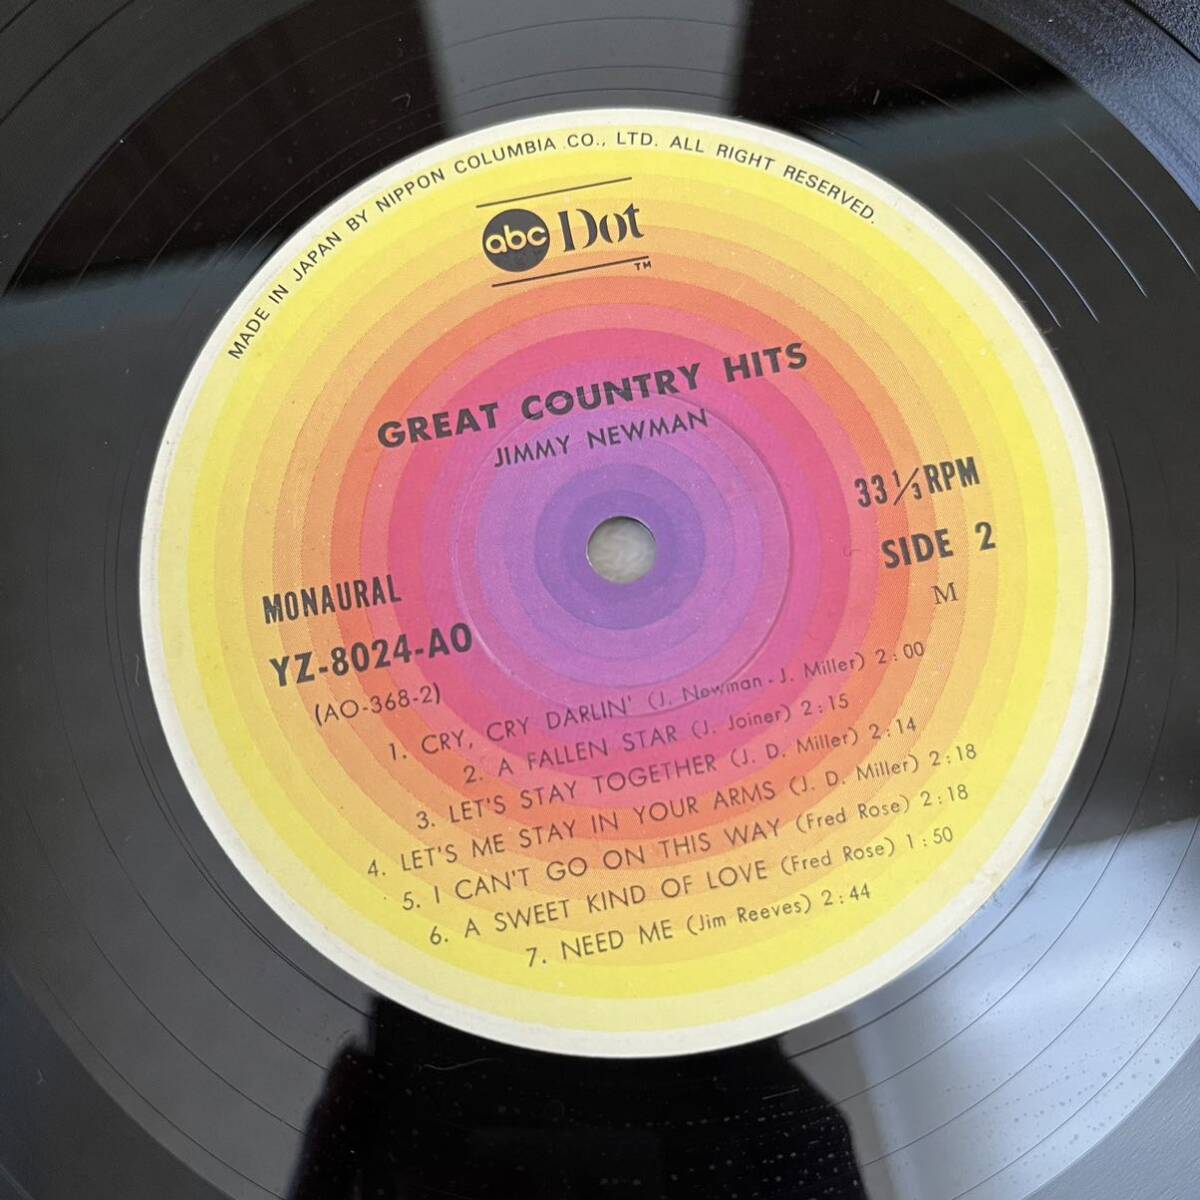 MADE IN JAPAN BY NIPPON COLUMBIA CO., LTD. ALL RIGHT RESERVED.
abc Dot
TM
GREAT COUNTRY HITS
JIMMY NEWMAN
33 1/3 RPM
SIDE 2
M
MONAURAL
YZ-8024-AO
(AO-368-2)
1. CRY, CRY DARLIN' (J. Newman - J. Miller) 2:00
2. A FALLEN STAR (J. Joiner) 2:15
3. LET'S STAY TOGETHER (J. D. Miller) 2:14
4. LET'S ME STAY IN YOUR ARMS (J. D. Miller) 2:18
5. I CAN'T GO ON THIS WAY (Fred Rose) 2:18
6. A SWEET KIND OF LOVE (Fred Rose) 1:50
7. NEED ME (Jim Reeves) 2:44